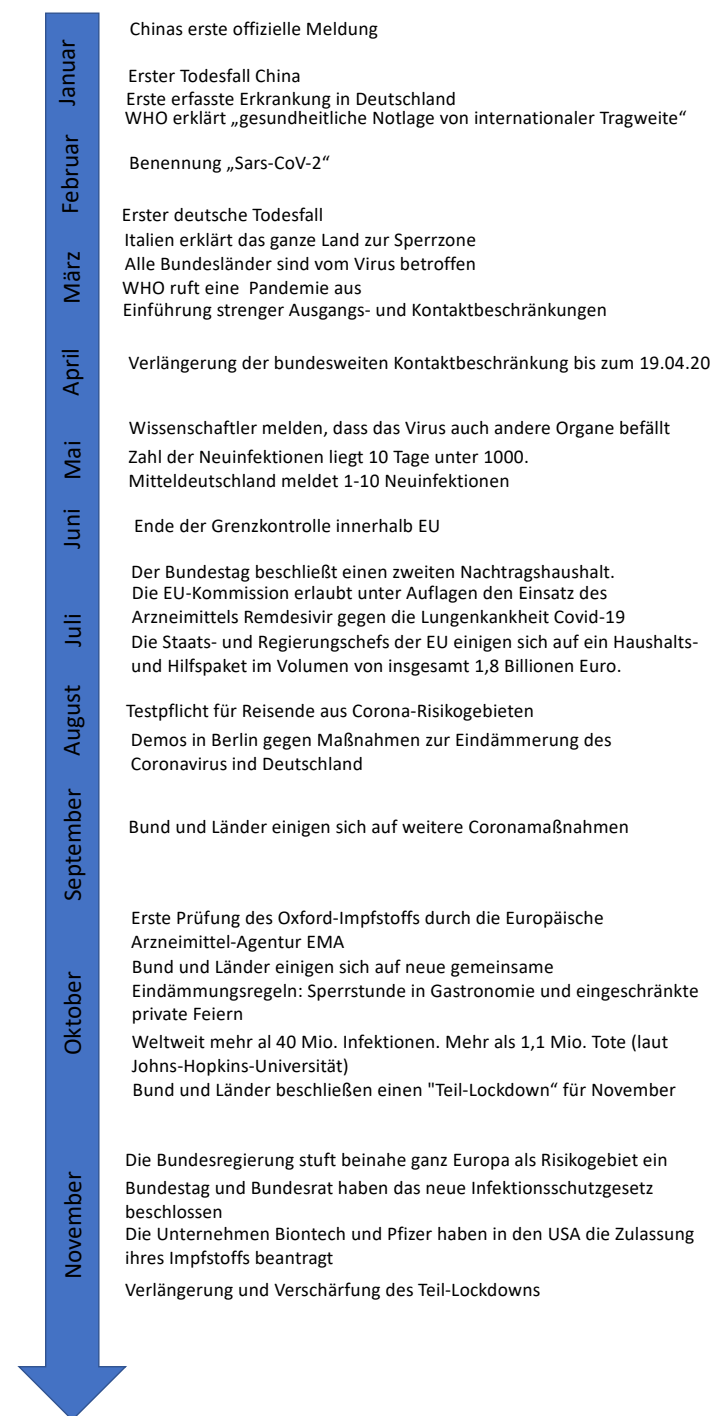 Januar
Chinas erste offizielle Meldung
Erster Todesfall China
Erste erfasste Erkrankung in Deutschland
WHO erklärt „gesundheitliche Notlage von internationaler Tragweite“
Februar
Benennung „Sars-CoV-2“
März
Erster deutsche Todesfall
Italien erklärt das ganze Land zur Sperrzone
Alle Bundesländer sind vom Virus betroffen
WHO ruft eine  Pandemie aus
Einführung strenger Ausgangs- und Kontaktbeschränkungen
April
Verlängerung der bundesweiten Kontaktbeschränkung bis zum 19.04.20
Mai
Wissenschaftler melden, dass das Virus auch andere Organe befällt
Zahl der Neuinfektionen liegt 10 Tage unter 1000.
Mitteldeutschland meldet 1-10 Neuinfektionen
Juni
Ende der Grenzkontrolle innerhalb EU
Juli
Der Bundestag beschließt einen zweiten Nachtragshaushalt.
Die EU-Kommission erlaubt unter Auflagen den Einsatz des
Arzneimittels Remdesivir gegen die Lungenkankheit Covid-19
Die Staats- und Regierungschefs der EU einigen sich auf ein Haushalts-
und Hilfspaket im Volumen von insgesamt 1,8 Billionen Euro.
August
Testpflicht für Reisende aus Corona-Risikogebieten
Demos in Berlin gegen Maßnahmen zur Eindämmerung des
Coronavirus ind Deutschland
September
Bund und Länder einigen sich auf weitere Coronamaßnahmen
Oktober
Erste Prüfung des Oxford-Impfstoffs durch die Europäische
Arzneimittel-Agentur EMA
Bund und Länder einigen sich auf neue gemeinsame
Eindämmungsregeln: Sperrstunde in Gastronomie und eingeschränkte
private Feiern
Weltweit mehr al 40 Mio. Infektionen. Mehr als 1,1 Mio. Tote (laut
Johns-Hopkins-Universität)
Bund und Länder beschließen einen "Teil-Lockdown“ für November
November
Die Bundesregierung stuft beinahe ganz Europa als Risikogebiet ein
Bundestag und Bundesrat haben das neue Infektionsschutzgesetz
beschlossen
Die Unternehmen Biontech und Pfizer haben in den USA die Zulassung
ihres Impfstoffs beantragt
Verlängerung und Verschärfung des Teil-Lockdowns